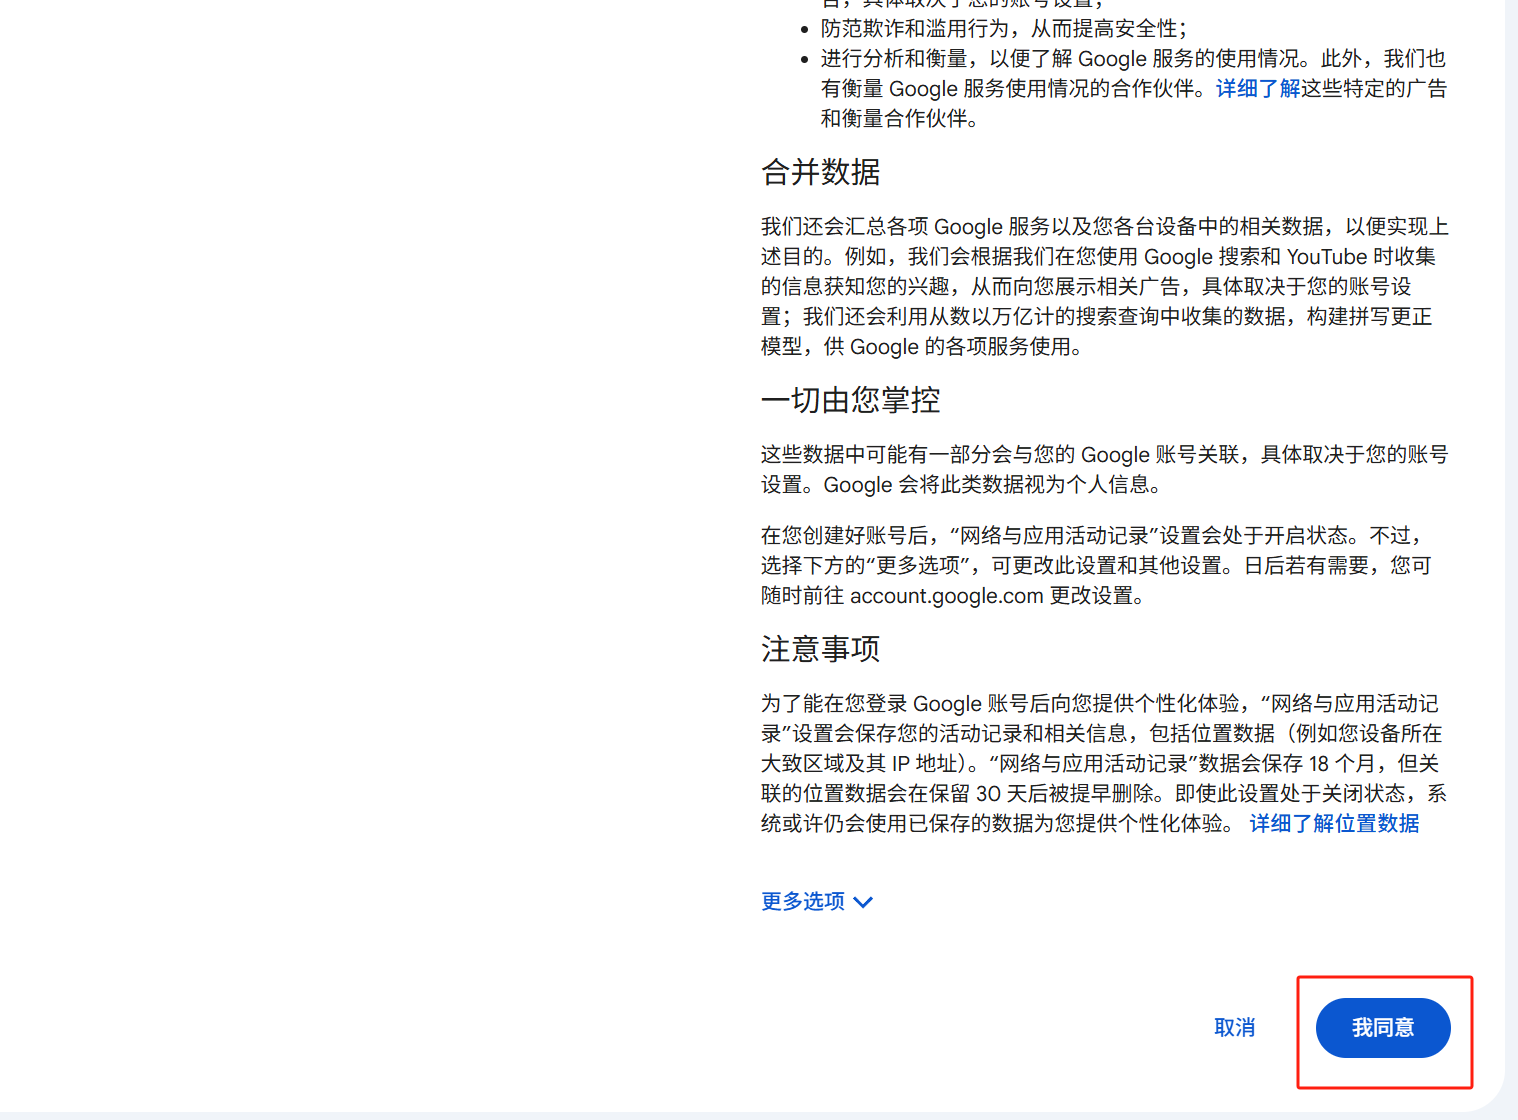 告，具体取决于您的账号设置；
防范欺诈和滥用行为，从而提高安全性；
进行分析和衡量，以便了解 Google 服务的使用情况。此外，我们也
有衡量 Google 服务使用情况的合作伙伴。详细了解这些特定的广告
和衡量合作伙伴。
合并数据
我们还会汇总各项 Google 服务以及您各台设备中的相关数据，以便实现上
述目的。例如，我们会根据我们在您使用 Google 搜索和 YouTube 时收集
的信息获知您的兴趣，从而向您展示相关广告，具体取决于您的账号设
置；我们还会利用从数以万亿计的搜索查询中收集的数据，构建拼写更正
模型，供 Google 的各项服务使用。
一切由您掌控
这些数据中可能有一部分会与您的 Google 账号关联，具体取决于您的账号
设置。Google 会将此类数据视为个人信息。
在您创建好账号后，“网络与应用活动记录”设置会处于开启状态。不过，
选择下方的“更多选项”，可更改此设置和其他设置。日后若有需要，您可
随时前往 account.google.com 更改设置。
注意事项
为了能在您登录 Google 账号后向您提供个性化体验，“网络与应用活动记
录”设置会保存您的活动记录和相关信息，包括位置数据（例如您设备所在
大致区域及其 IP 地址）。“网络与应用活动记录”数据会保存 18 个月，但关
联的位置数据会在保留 30 天后被提早删除。即使此设置处于关闭状态，系
统或许仍会使用已保存的数据为您提供个性化体验。 详细了解位置数据
更多选项
取消
我同意